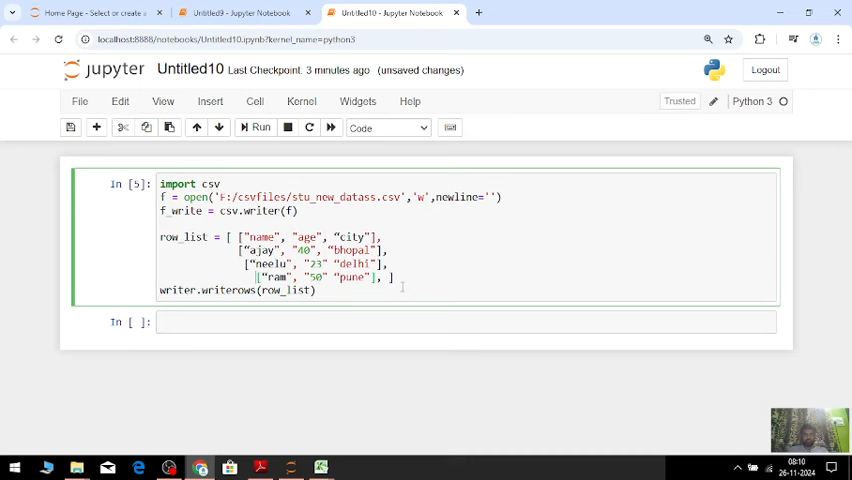 Home Page - Select or create a
Untitled9 - Jupyter Notebook
Untitled10 - Jupyter Notebook
localhost:8888/notebooks/Untitled10.ipynb?kernel_name=python3
jupyter Untitled10 Last Checkpoint: 3 minutes ago (unsaved changes)
Logout
File Edit View Insert Cell Kernel Widgets Help
Trusted
Python 3
Run
Code
In [5]:
import csv
f = open('F:/csvfiles/stu_new_datass.csv','w',newline='')
f_write = csv.writer(f)
row_list = [ ["name", "age", “city"],
[“ajay", "40", “bhopal"],
[“neelu", "23" “delhi"],
[“ram", "50" “pune"], ]
writer.writerows(row_list)
In [ ]:
08:10
26-11-2024